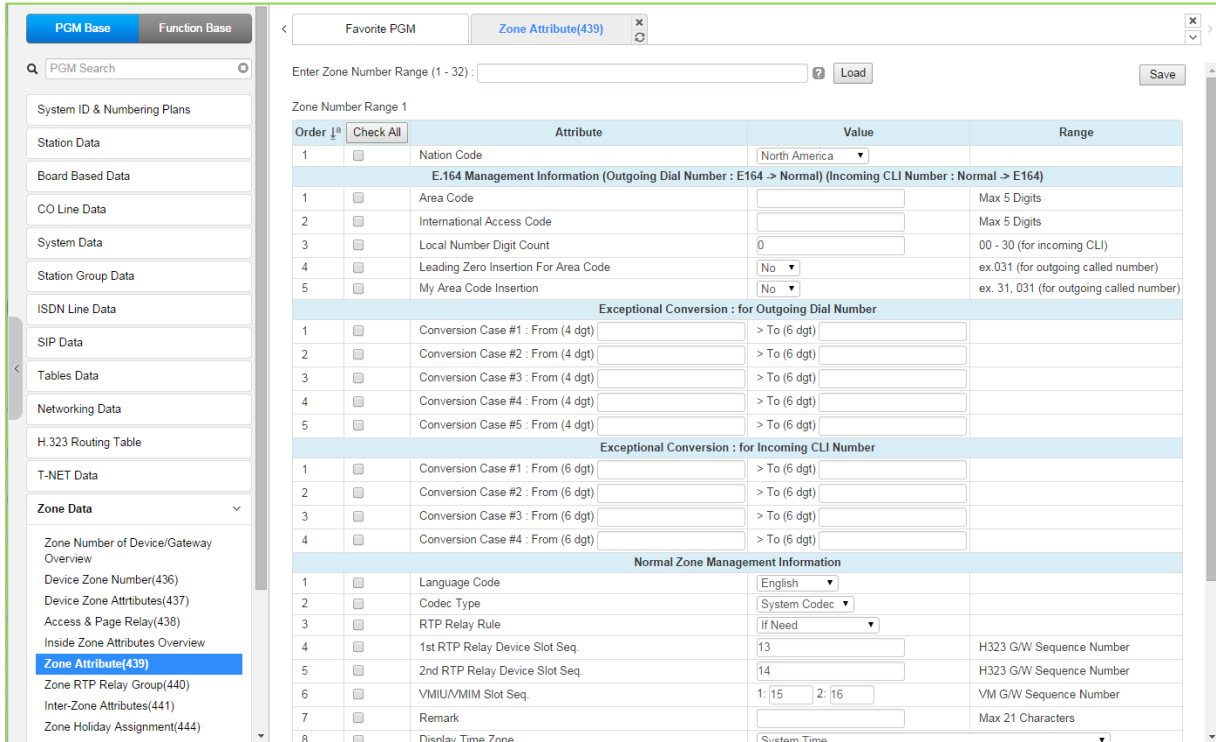 PGM Base Function Base
PGM Search
System ID & Numbering Plans
Station Data
Board Based Data
CO Line Data
System Data
Station Group Data
ISDN Line Data
SIP Data
Tables Data
Networking Data
H.323 Routing Table
T-NET Data
Zone Data
Zone Number of Device/Gateway
Overview
Device Zone Number(436)
Device Zone Attrtibutes(437)
Access & Page Relay(438)
Inside Zone Attributes Overview
Zone Attribute(439)
Zone RTP Relay Group(440)
Inter-Zone Attributes(441)
Zone Holiday Assignment(444)
Favorite PGM Zone Attribute(439)
Enter Zone Number Range (1 - 32) : Load Save
Zone Number Range 1
Order Check All Attribute Value Range
1 Nation Code North America
E.164 Management Information (Outgoing Dial Number : E164 -> Normal) (Incoming CLI Number : Normal -> E164)
1 Area Code Max 5 Digits
2 International Access Code Max 5 Digits
3 Local Number Digit Count 0 00 - 30 (for incoming CLI)
4 Leading Zero Insertion For Area Code No ex.031 (for outgoing called number)
5 My Area Code Insertion No ex. 31, 031 (for outgoing called number)
Exceptional Conversion : for Outgoing Dial Number
1 Conversion Case #1 : From (4 dgt) > To (6 dgt)
2 Conversion Case #2 : From (4 dgt) > To (6 dgt)
3 Conversion Case #3 : From (4 dgt) > To (6 dgt)
4 Conversion Case #4 : From (4 dgt) > To (6 dgt)
5 Conversion Case #5 : From (4 dgt) > To (6 dgt)
Exceptional Conversion : for Incoming CLI Number
1 Conversion Case #1 : From (6 dgt) > To (6 dgt)
2 Conversion Case #2 : From (6 dgt) > To (6 dgt)
3 Conversion Case #3 : From (6 dgt) > To (6 dgt)
4 Conversion Case #4 : From (6 dgt) > To (6 dgt)
Normal Zone Management Information
1 Language Code English
2 Codec Type System Codec
3 RTP Relay Rule If Need
4 1st RTP Relay Device Slot Seq. 13 H323 G/W Sequence Number
5 2nd RTP Relay Device Slot Seq. 14 H323 G/W Sequence Number
6 VMIU/VMIM Slot Seq. 1: 15 2: 16 VM G/W Sequence Number
7 Remark Max 21 Characters
8 Display Time Zone System Time